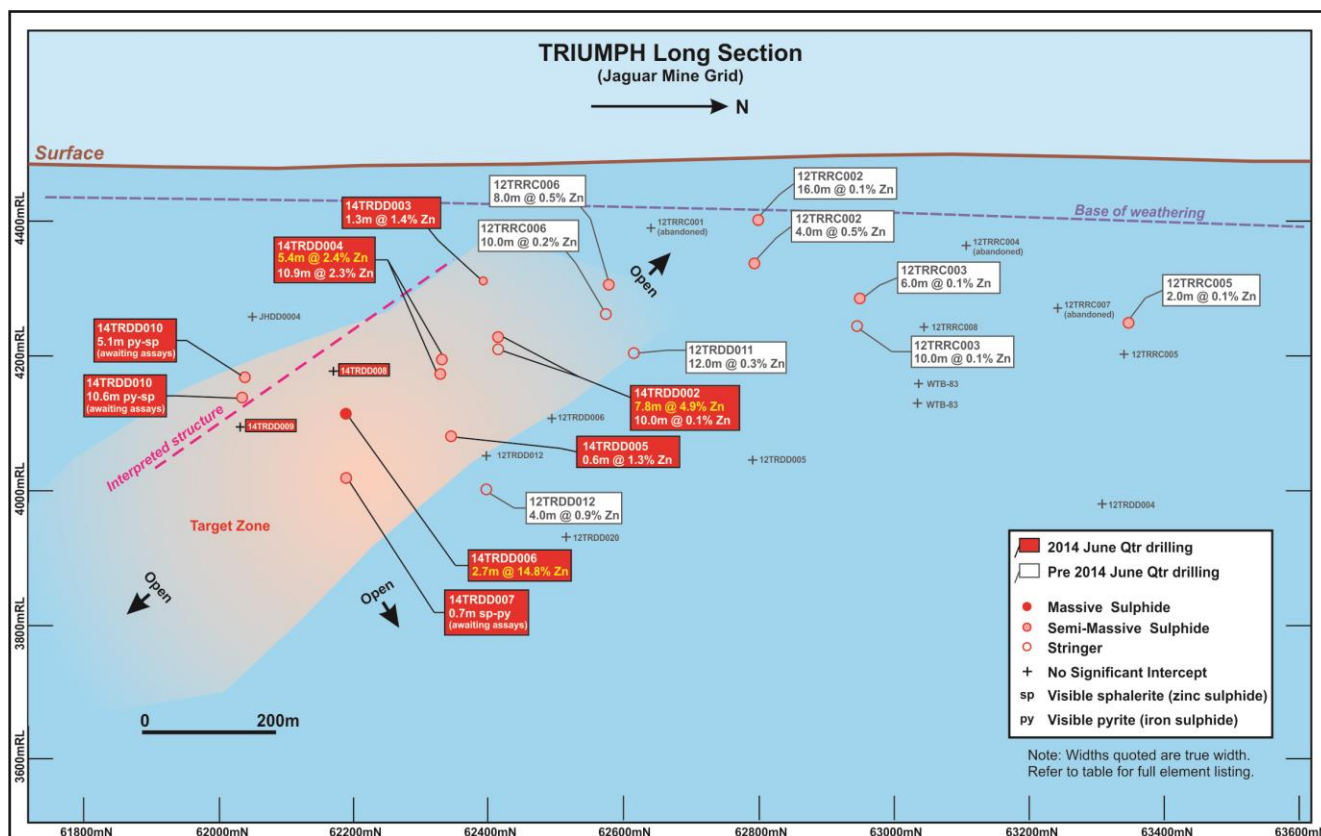 TRIUMPH Long Section
(Jaguar Mine Grid)
N
Surface
Base of weathering
4400mRL
4200mRL
4000mRL
3800mRL
3600mRL
12TRRC006
8.0m @ 0.5% Zn
12TRRC006
10.0m @ 0.2% Zn
12TRRC002
16.0m @ 0.1% Zn
12TRRC002
4.0m @ 0.5% Zn
12TRRC001
(abandoned)
12TRRC004
(abandoned)
12TRRC003
6.0m @ 0.1% Zn
12TRRC003
10.0m @ 0.1% Zn
12TRRC005
2.0m @ 0.1% Zn
12TRRC007
(abandoned)
12TRRC008
12TRRC005
WTB-83
WTB-83
14TRDD003
1.3m @ 1.4% Zn
14TRDD004
5.4m @ 2.4% Zn
10.9m @ 2.3% Zn
JHDD0004
14TRDD010
5.1m py-sp
(awaiting assays)
14TRDD010
10.6m py-sp
(awaiting assays)
14TRDD008
14TRDD009
Interpreted structure
Open
12TRDD011
12.0m @ 0.3% Zn
14TRDD002
7.8m @ 4.9% Zn
10.0m @ 0.1% Zn
12TRDD006
14TRDD005
0.6m @ 1.3% Zn
12TRDD012
12TRDD005
12TRDD012
4.0m @ 0.9% Zn
12TRDD004
12TRDD020
Target Zone
14TRDD006
2.7m @ 14.8% Zn
14TRDD007
0.7m sp-py
(awaiting assays)
Open
Open
0 200m
2014 June Qtr drilling
Pre 2014 June Qtr drilling
Massive Sulphide
Semi-Massive Sulphide
Stringer
No Significant Intercept
sp Visible sphalerite (zinc sulphide)
py Visible pyrite (iron sulphide)
Note: Widths quoted are true width.
Refer to table for full element listing.
61800mN 62000mN 62200mN 62400mN 62600mN 62800mN 63000mN 63200mN 63400mN 63600mN